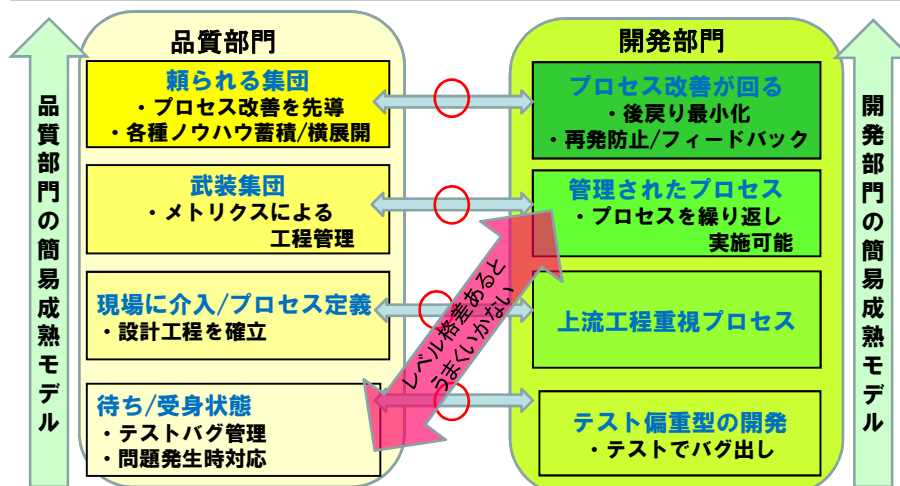 品質部門の簡易成熟モデル
品質部門
頼られる集団
・プロセス改善を先導
・各種ノウハウ蓄積/横展開
武装集団
・メトリクスによる
工程管理
現場に介入/プロセス定義
・設計工程を確立
待ち/受身状態
・テストバグ管理
・問題発生時対応
レベル格差あると
うまくいかない
開発部門
プロセス改善が回る
・後戻り最小化
・再発防止/フィードバック
管理されたプロセス
・プロセスを繰り返し
実施可能
上流工程重視プロセス
テスト偏重型の開発
・テストでバグ出し
開発部門の簡易成熟モデル